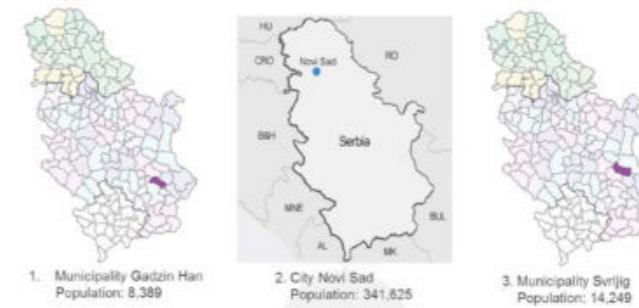 HU
CRO
RO
Novi Sad
B&H
Serbia
MNE
BUL
AL
MK
1. Municipality Gadzin Han
Population: 8,389
2. City Novi Sad
Population: 341,625
3. Municipality Svrljig
Population: 14,249